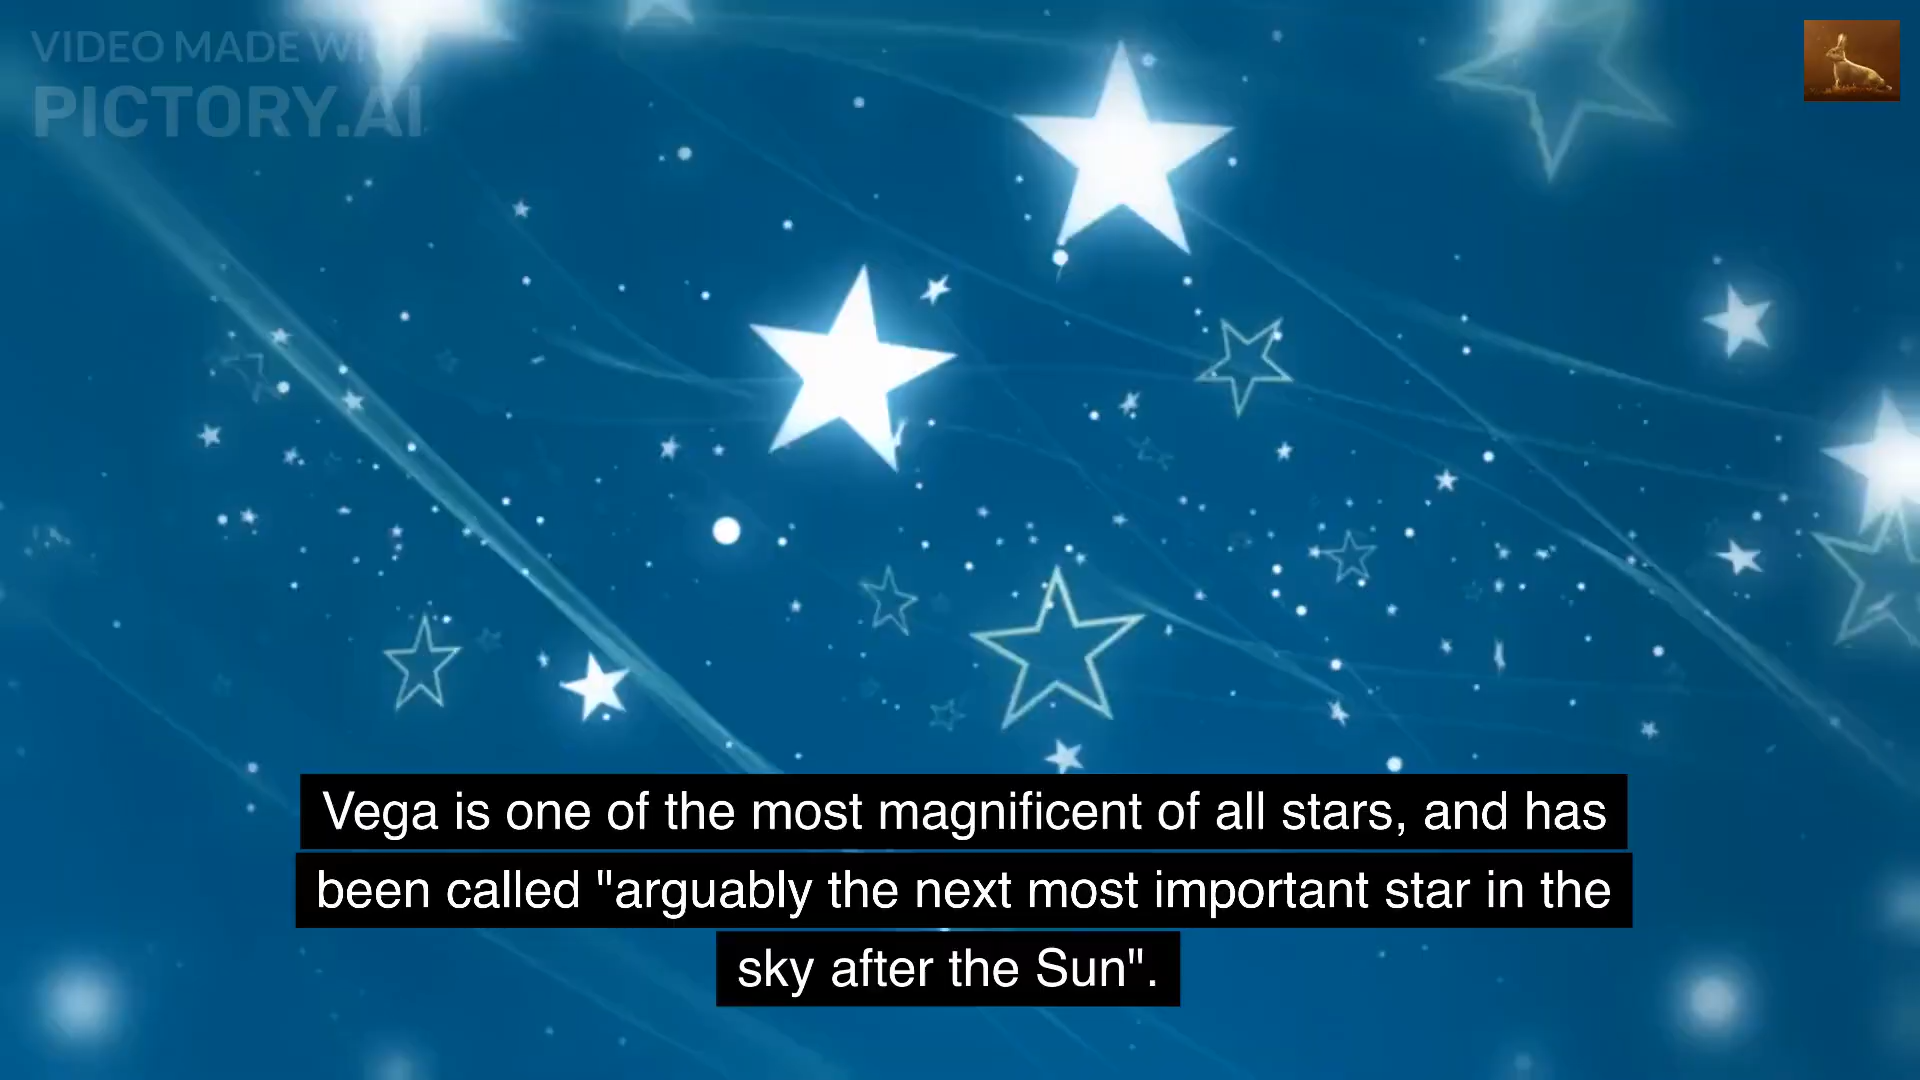 VIDEO MADE WITH
PICTORY.AI
Vega is one of the most magnificent of all stars, and has
been called "arguably the next most important star in the
sky after the Sun".